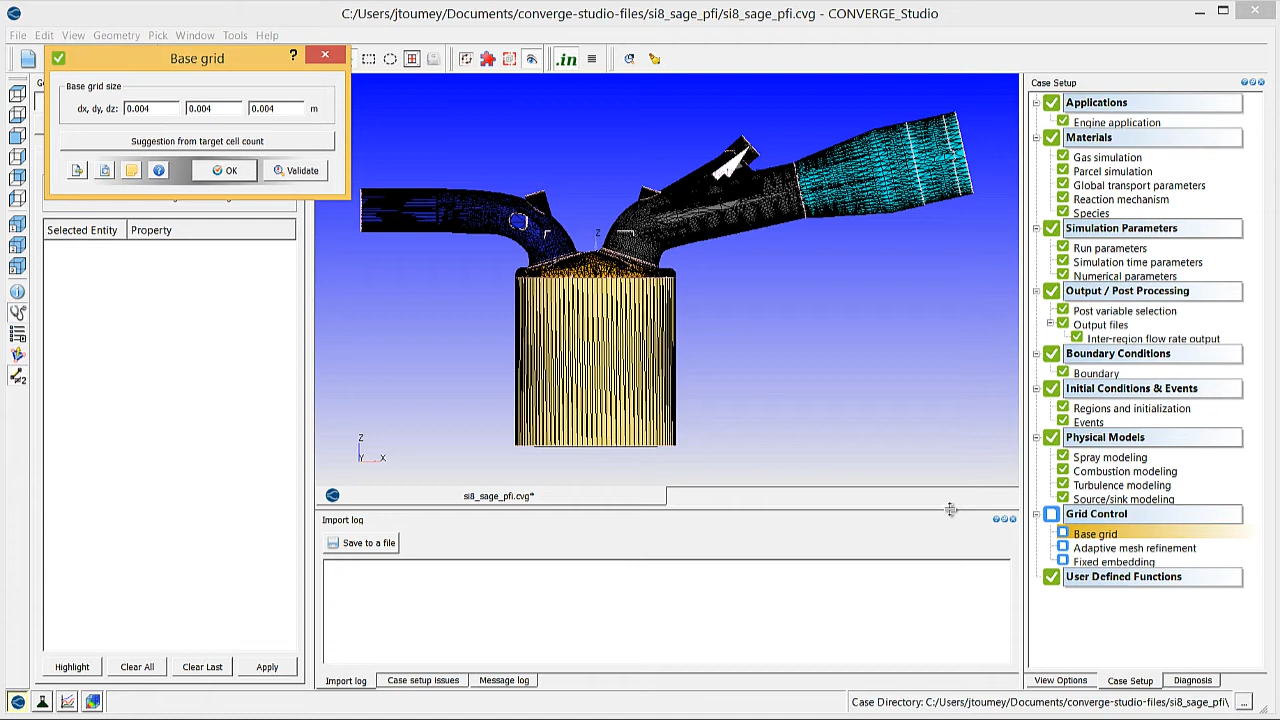 C:/Users/jtoumey/Documents/converge-studio-files/si8_sage_pfi/si8_sage_pfi.cvg - CONVERGE_Studio
File Edit View Geometry Pick Window Tools Help
Base grid
?
Base grid size
dx, dy, dz: 0.004 0.004 0.004 m
Suggestion from target cell count
OK Validate
Selected Entity Property
Highlight Clear All Clear Last Apply
.in
Z
Z
Y X
si8_sage_pfi.cvg*
Import log
Save to a file
Import log Case setup issues Message log
Case Setup
Applications
Engine application
Materials
Gas simulation
Parcel simulation
Global transport parameters
Reaction mechanism
Species
Simulation Parameters
Run parameters
Simulation time parameters
Numerical parameters
Output / Post Processing
Post variable selection
Output files
Inter-region flow rate output
Boundary Conditions
Boundary
Initial Conditions & Events
Regions and initialization
Events
Physical Models
Spray modeling
Combustion modeling
Turbulence modeling
Source/sink modeling
Grid Control
Base grid
Adaptive mesh refinement
Fixed embedding
User Defined Functions
View Options Case Setup Diagnosis
Case Directory: C:/Users/jtoumey/Documents/converge-studio-files/si8_sage_pfi\ ...